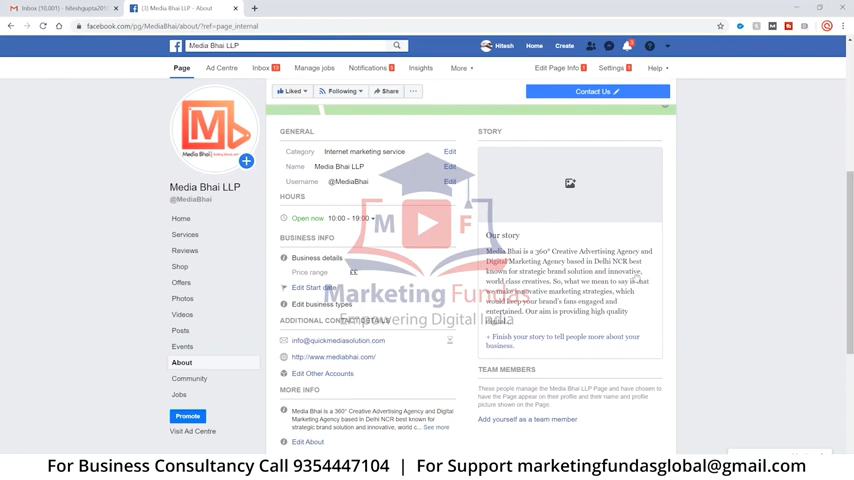 Inbox (10,001) - hiteshgupta201
(3) Media Bhai LLP - About
facebook.com/pg/MediaBhai/about/?ref=page_internal
Media Bhai LLP
Hitesh Home Create
Page Ad Centre Inbox Manage jobs Notifications Insights More Edit Page Info Settings Help
Liked Following Share
Contact Us
Media Bhai LLP
@MediaBhai
Home
Services
Reviews
Shop
Offers
Photos
Videos
Posts
Events
About
Community
Jobs
Promote
Visit Ad Centre
GENERAL
Category Internet marketing service Edit
Name Media Bhai LLP Edit
Username @MediaBhai Edit
HOURS
Open now 10:00 - 19:00
BUSINESS INFO
Business details
Price range ££
Edit Start date
Edit business types
ADDITIONAL CONTACT DETAILS
info@quickmediasolution.com
http://www.mediabhai.com/
Edit Other Accounts
MORE INFO
Media Bhai is a 360° Creative Advertising Agency and Digital
Marketing Agency based in Delhi NCR best known for
strategic brand solution and innovative, world c... See more
Edit About
STORY
Our story
Media Bhai is a 360° Creative Advertising Agency and
Digital Marketing Agency based in Delhi NCR best
known for strategic brand solution and innovative,
world class creatives. So, what we mean to say is that
we make innovative marketing strategies, which
would keep your brand's fans engaged and
entertained. Our aim is providing high quality
digital...
+ Finish your story to tell people more about your
business.
TEAM MEMBERS
These people manage the Media Bhai LLP Page and have chosen to
have the Page appear on their profile and their name and profile
picture shown on the Page.
Add yourself as a team member
M F
Marketing Fundas
Empowering Digital India
For Business Consultancy Call 9354447104 | For Support marketingfundasglobal@gmail.com